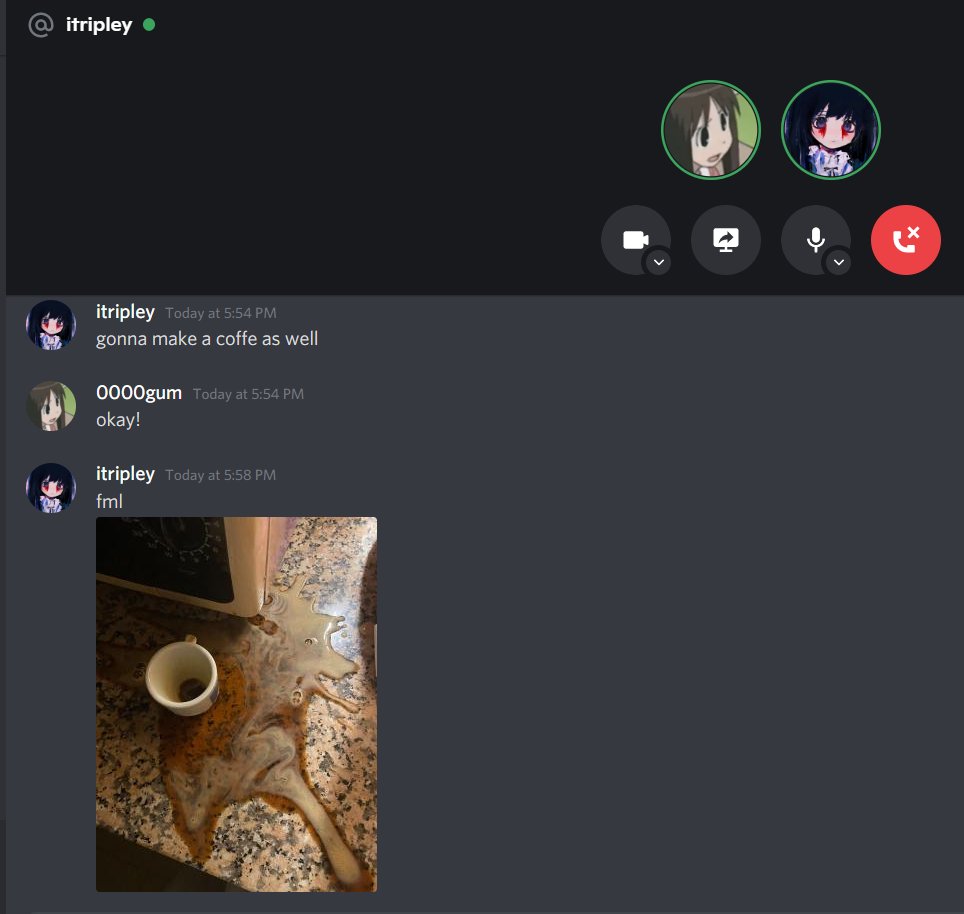 itripley
itripley Today at 5:54 PM
gonna make a coffe as well
0000gum Today at 5:54 PM
okay!
itripley Today at 5:58 PM
fml